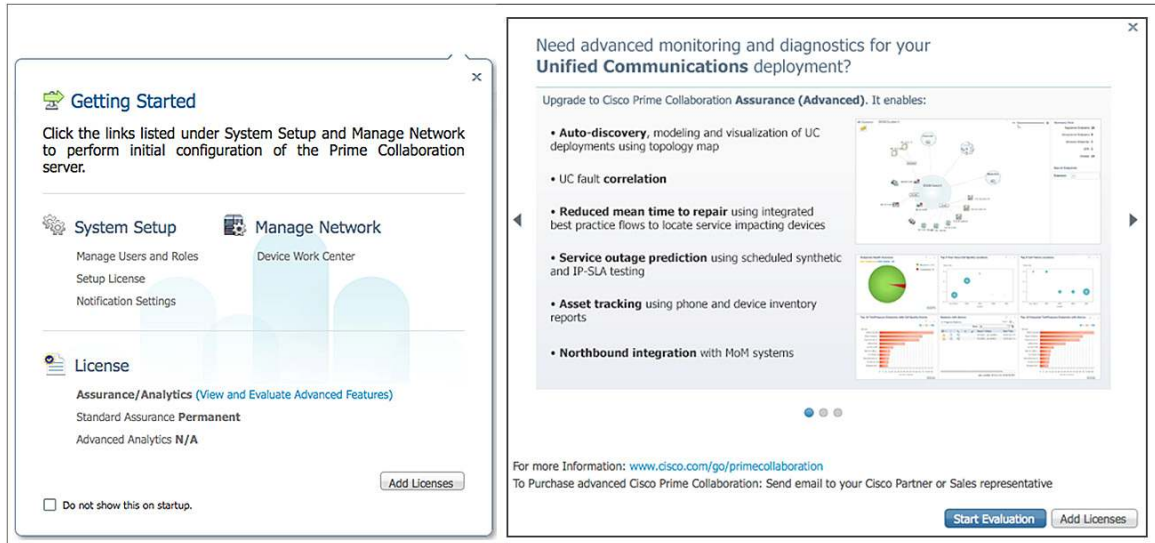 Getting Started
Click the links listed under System Setup and Manage Network
to perform initial configuration of the Prime Collaboration
server.
System Setup
Manage Users and Roles
Setup License
Notification Settings
Manage Network
Device Work Center
License
Assurance/Analytics (View and Evaluate Advanced Features)
Standard Assurance Permanent
Advanced Analytics N/A
Add Licenses
Do not show this on startup.
Need advanced monitoring and diagnostics for your
Unified Communications deployment?
Upgrade to Cisco Prime Collaboration Assurance (Advanced). It enables:
• Auto-discovery, modeling and visualization of UC
deployments using topology map
• UC fault correlation
• Reduced mean time to repair using integrated
best practice flows to locate service impacting devices
• Service outage prediction using scheduled synthetic
and IP-SLA testing
• Asset tracking using phone and device inventory
reports
• Northbound integration with MoM systems
For more Information: www.cisco.com/go/primecollaboration
To Purchase advanced Cisco Prime Collaboration: Send email to your Cisco Partner or Sales representative
Start Evaluation
Add Licenses